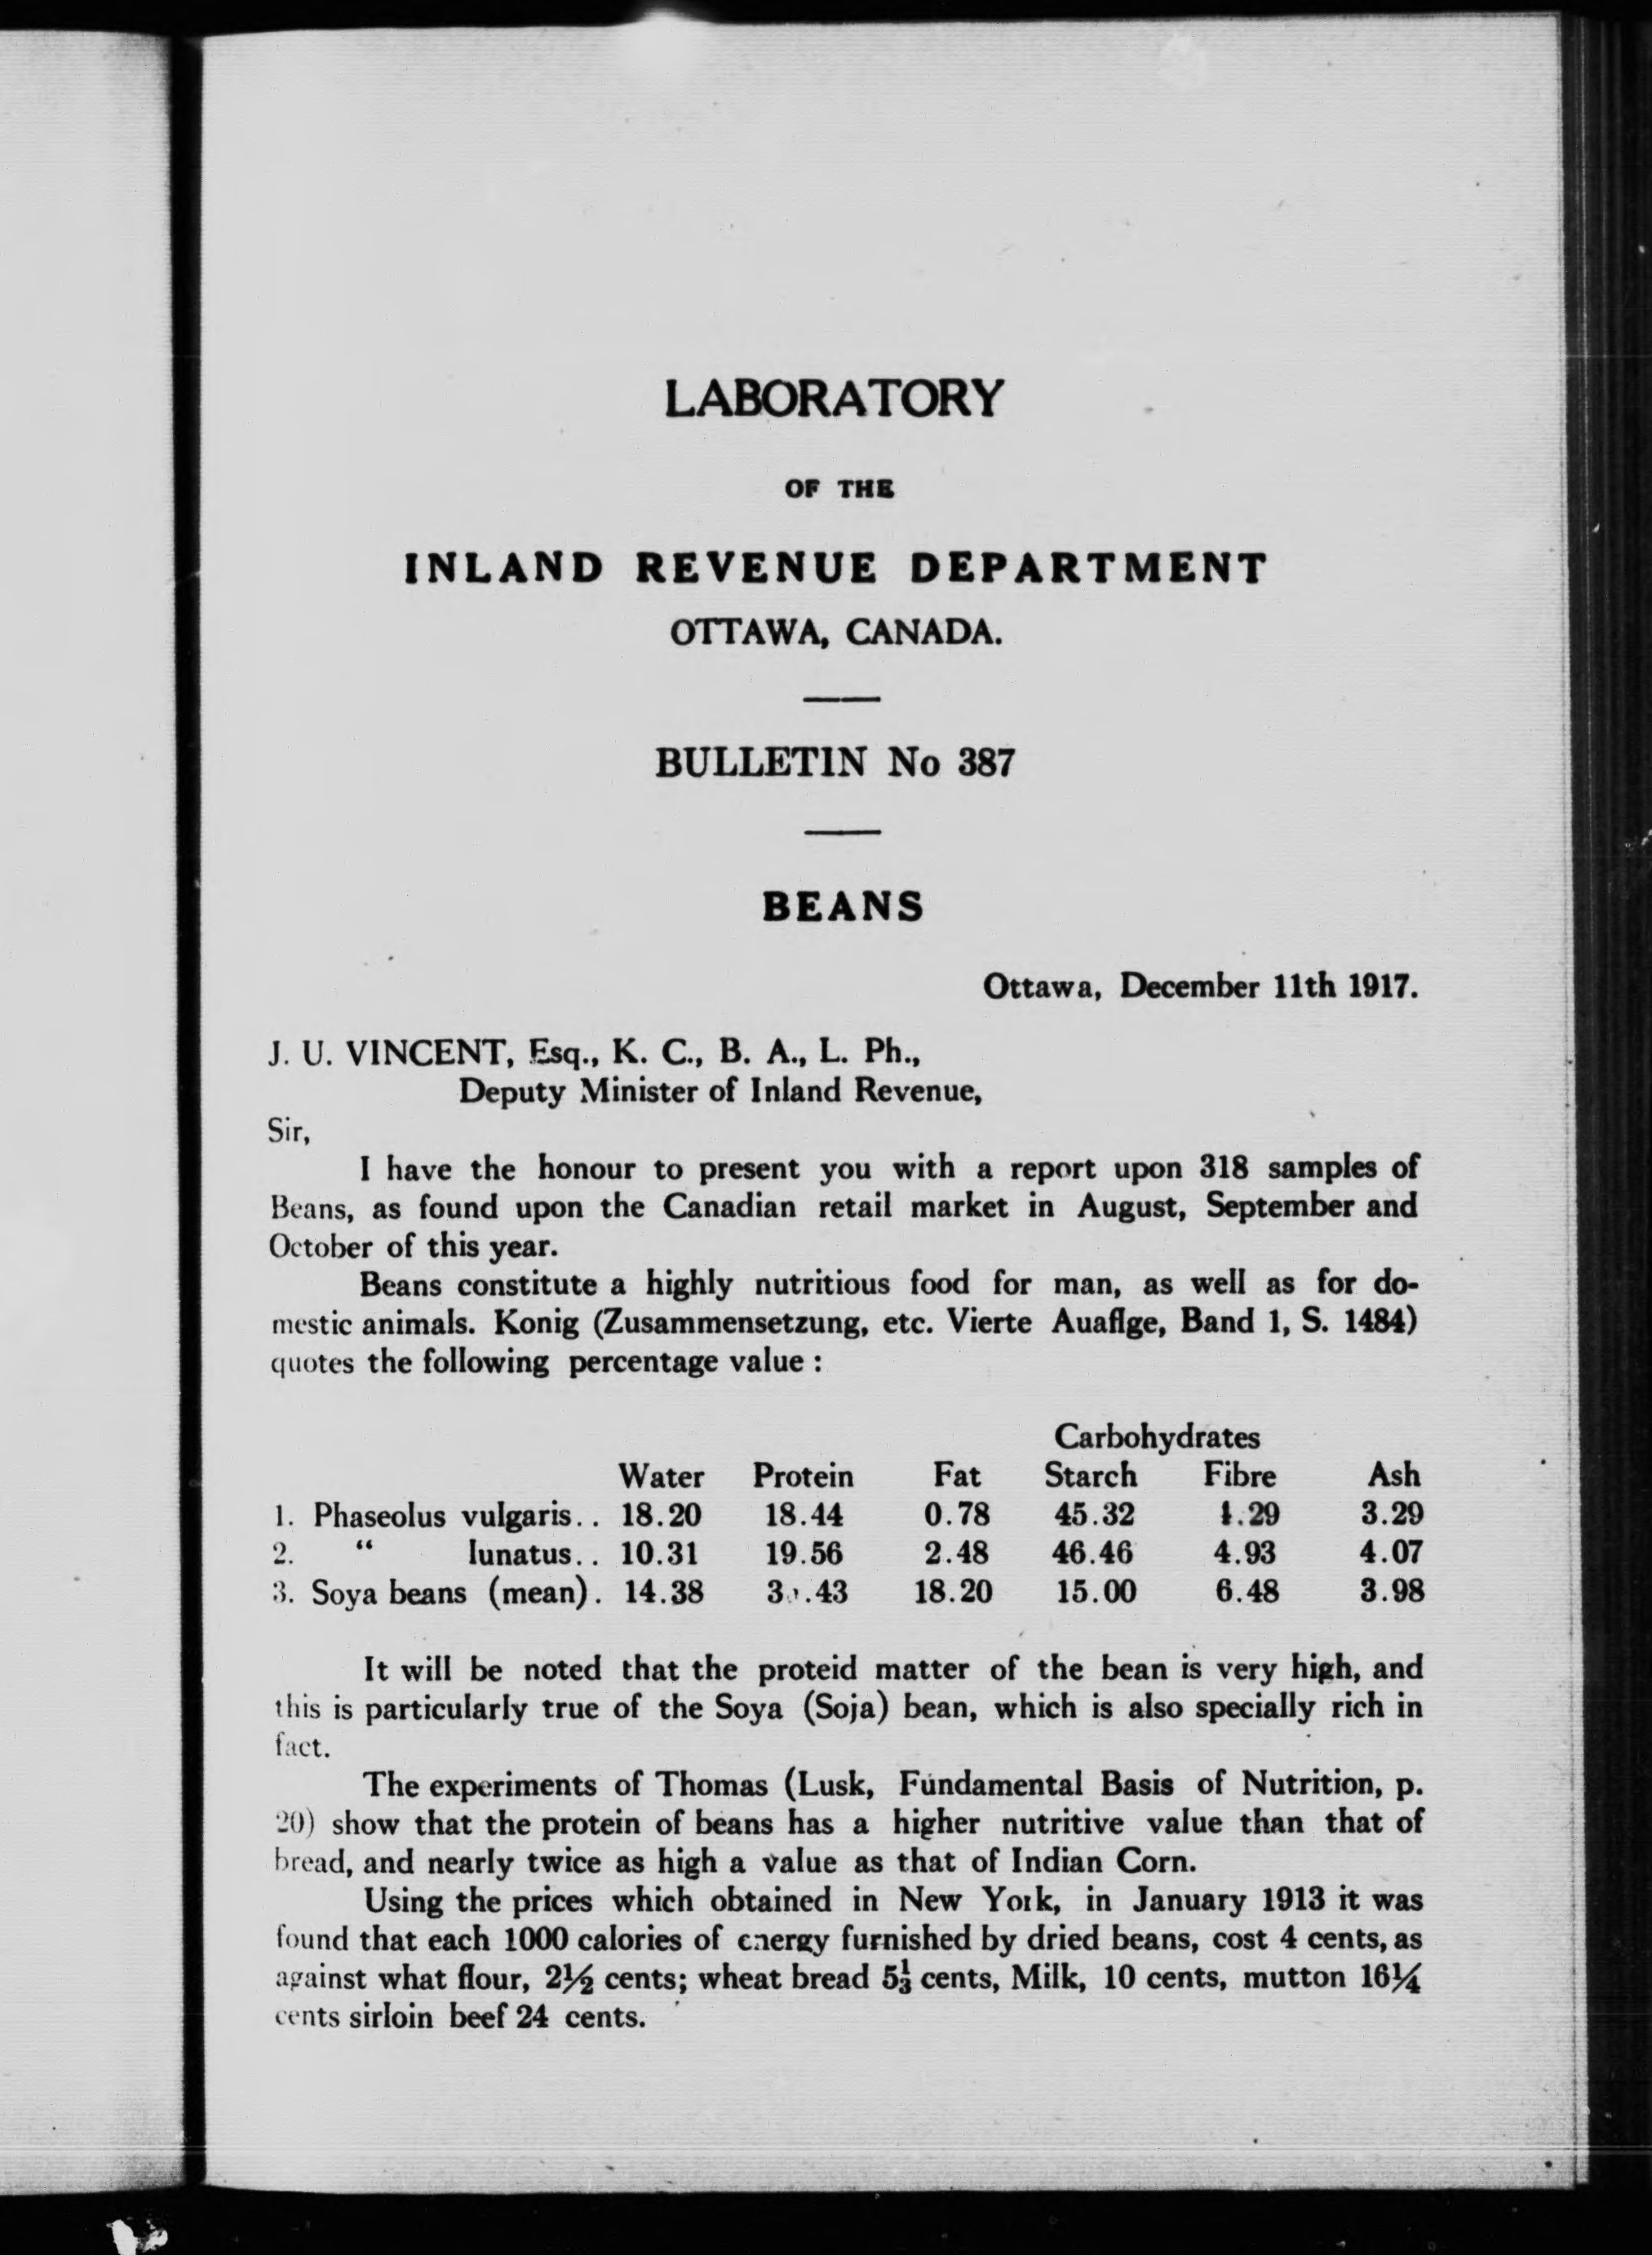 LABORATORY
OF THE
INLAND REVENUE DEPARTMENT
OTTAWA, CANADA.
BULLETIN No 387
BEANS
Ottawa, December 11th 1917.
J. U. VINCENT, Esq., K. C., B. A., L. Ph.,
Deputy Minister of Inland Revenue,
Sir,
I have the honour to present you with a report upon 318 samples of
Beans, as found upon the Canadian retail market in August, September and
October of this year.
Beans constitute a highly nutritious food for man, as well as for do-
mestic animals. Konig (Zusammensetzung, etc. Vierte Auaflge, Band 1, S. 1484)
quotes the following percentage value :
Carbohydrates
Water Protein Fat Starch Fibre Ash
1. Phaseolus vulgaris.. 18.20 18.44 0.78 45.32 3.29
2. “ lunatus.. 10.31 19.56 2.48 46.46 4.93 4.07
3. Soya beans (mean). 14.38 18.20 15.00 6.48 3.98
It will be noted that the proteid matter of the bean is very high, and
this is particularly true of the Soya (Soja) bean, which is also specially rich in
fact.
The experiments of Thomas (Lusk, Fundamental Basis of Nutrition, p.
20) show that the protein of beans has a higher nutritive value than that of
bread, and nearly twice as high a value as that of Indian Corn.
Using the prices which obtained in New York, in January 1913 it was
found that each 1000 calories of energy furnished by dried beans, cost 4 cents, as
against what flour, 2½ cents; wheat bread 5⅓ cents, Milk, 10 cents, mutton 16¼
cents sirloin beef 24 cents.